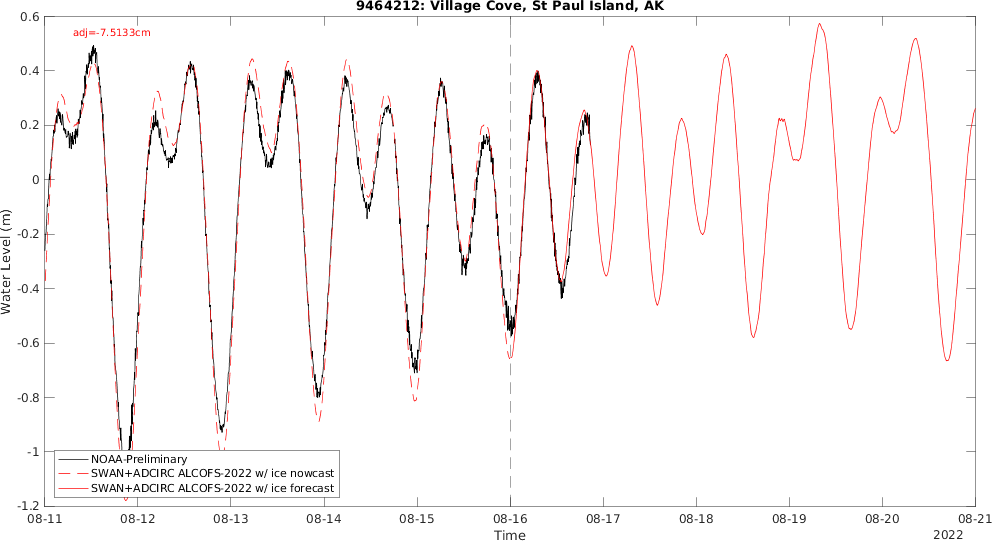 9464212: Village Cove, St Paul Island, AK
adj=-7.5133cm
0.6
0.4
0.2
0
-0.2
-0.4
-0.6
-0.8
-1
-1.2
Water Level (m)
NOAA-Preliminary
SWAN+ADCIRC ALCOFS-2022 w/ ice nowcast
SWAN+ADCIRC ALCOFS-2022 w/ ice forecast
08-11 08-12 08-13 08-14 08-15 08-16 08-17 08-18 08-19 08-20 08-21
Time
2022